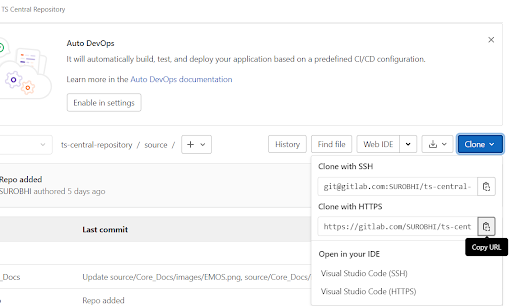 TS Central Repository
Auto DevOps
It will automatically build, test, and deploy your application based on a predefined CI/CD configuration.
Learn more in the Auto DevOps documentation
Enable in settings
ts-central-repository / source /
History
Find file
Web IDE
Clone
Clone with SSH
git@gitlab.com:SUROBHI/ts-central-
Clone with HTTPS
https://gitlab.com/SUROBHI/ts-cent
Copy URL
Open in your IDE
Visual Studio Code (SSH)
Visual Studio Code (HTTPS)
Repo added
SUROBHI authored 5 days ago
Last commit
_Docs
Update source/Core_Docs/images/EMOS.png, source/Core_Docs/
Repo added